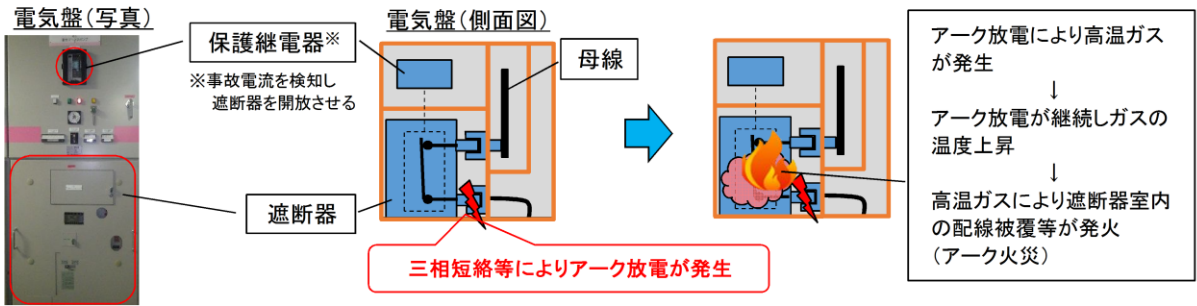 電気盤（写真）
保護継電器※
※事故電流を検知し
遮断器を開放させる
遮断器
電気盤（側面図）
母線
三相短絡等によりアーク放電が発生
アーク放電により高温ガス
が発生
↓
アーク放電が継続しガスの
温度上昇
↓
高温ガスにより遮断器室内
の配線被覆等が発火
（アーク火災）